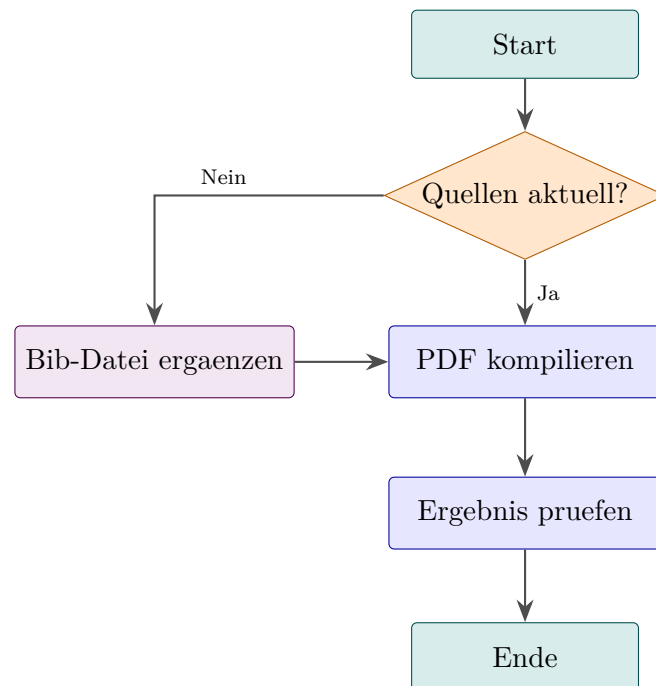 Start
Quellen aktuell?
Nein
Ja
Bib-Datei ergaenzen
PDF kompilieren
Ergebnis pruefen
Ende